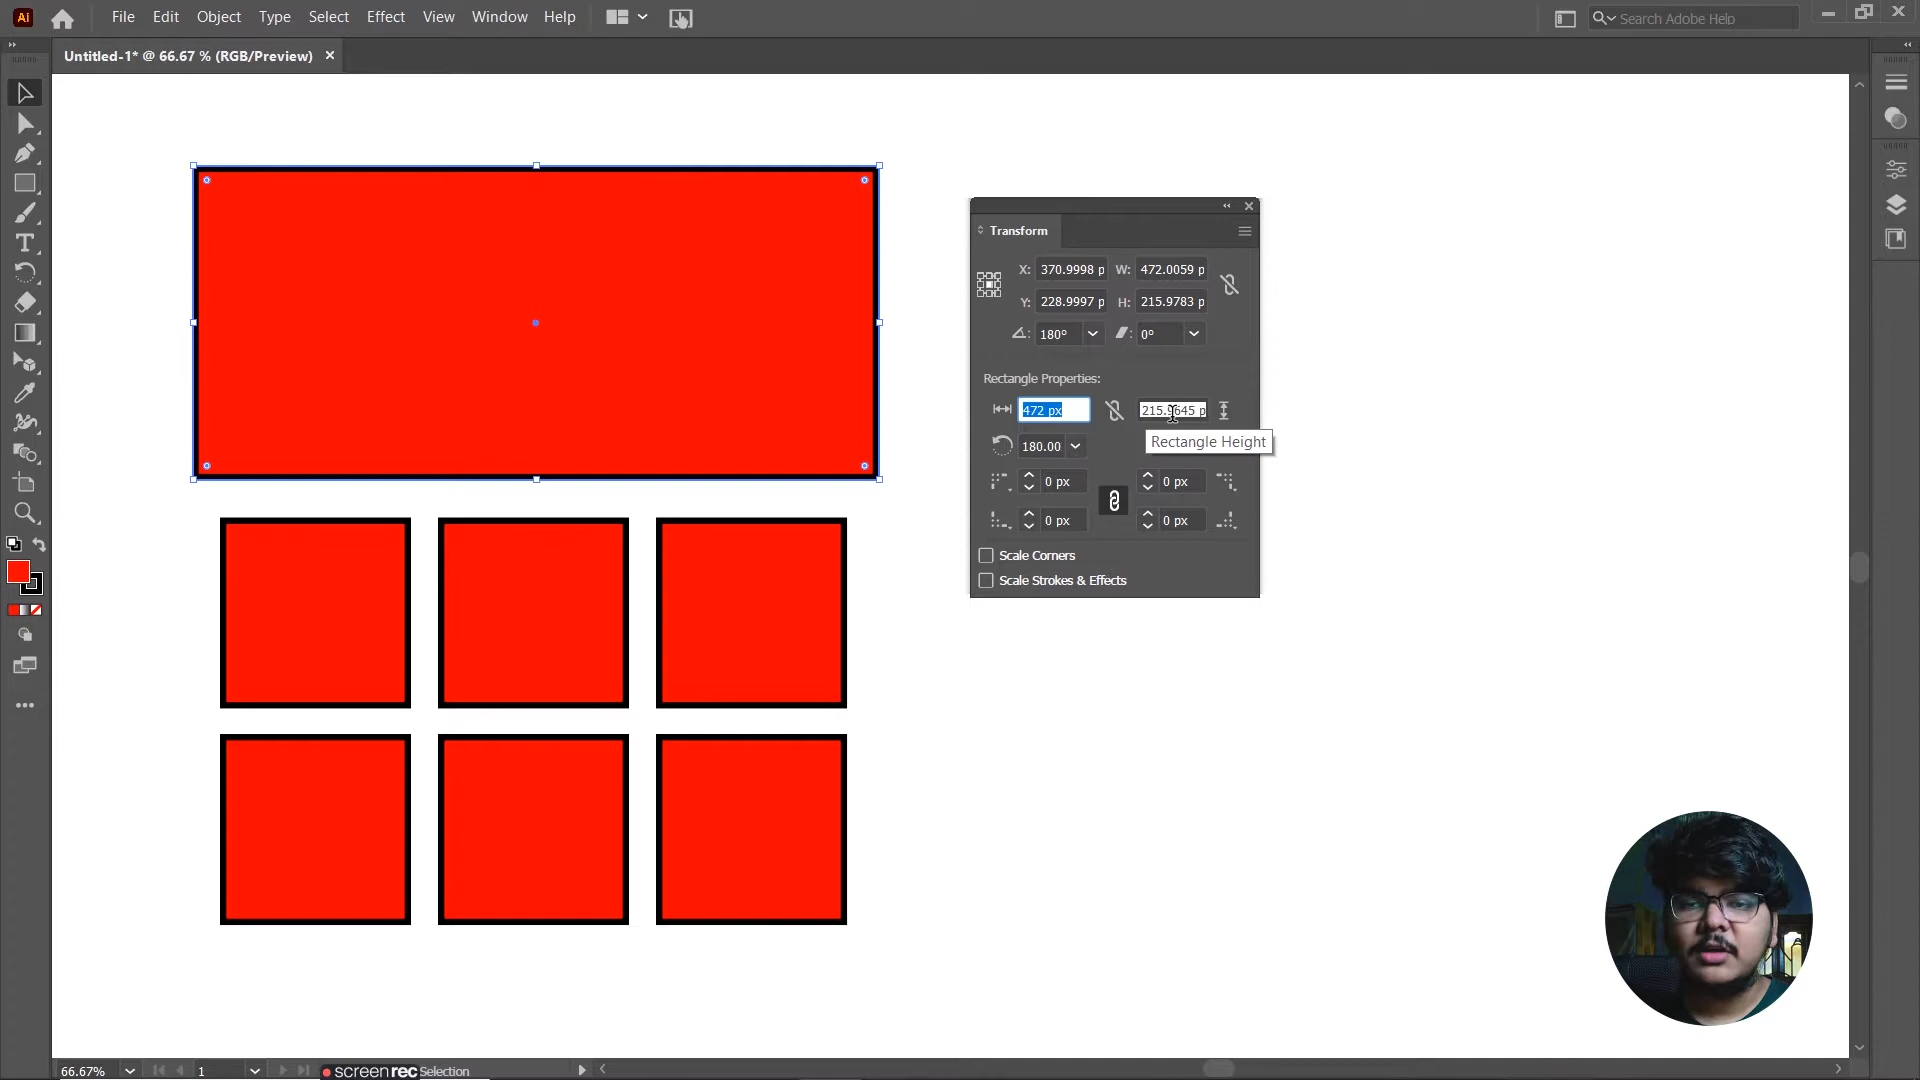 Ai File Edit Object Type Select Effect View Window Help Search Adobe Help
Untitled-1* @ 66.67 % (RGB/Preview) ×
Transform
X: 370.9998 p W: 472.0059 p
Y: 228.9997 p H: 215.9783 p
180° 0°
Rectangle Properties:
472 px 215.9645 p
Rectangle Height
180.00
0 px 0 px
0 px 0 px
Scale Corners
Scale Strokes & Effects
66.67% 1 screenrec Selection